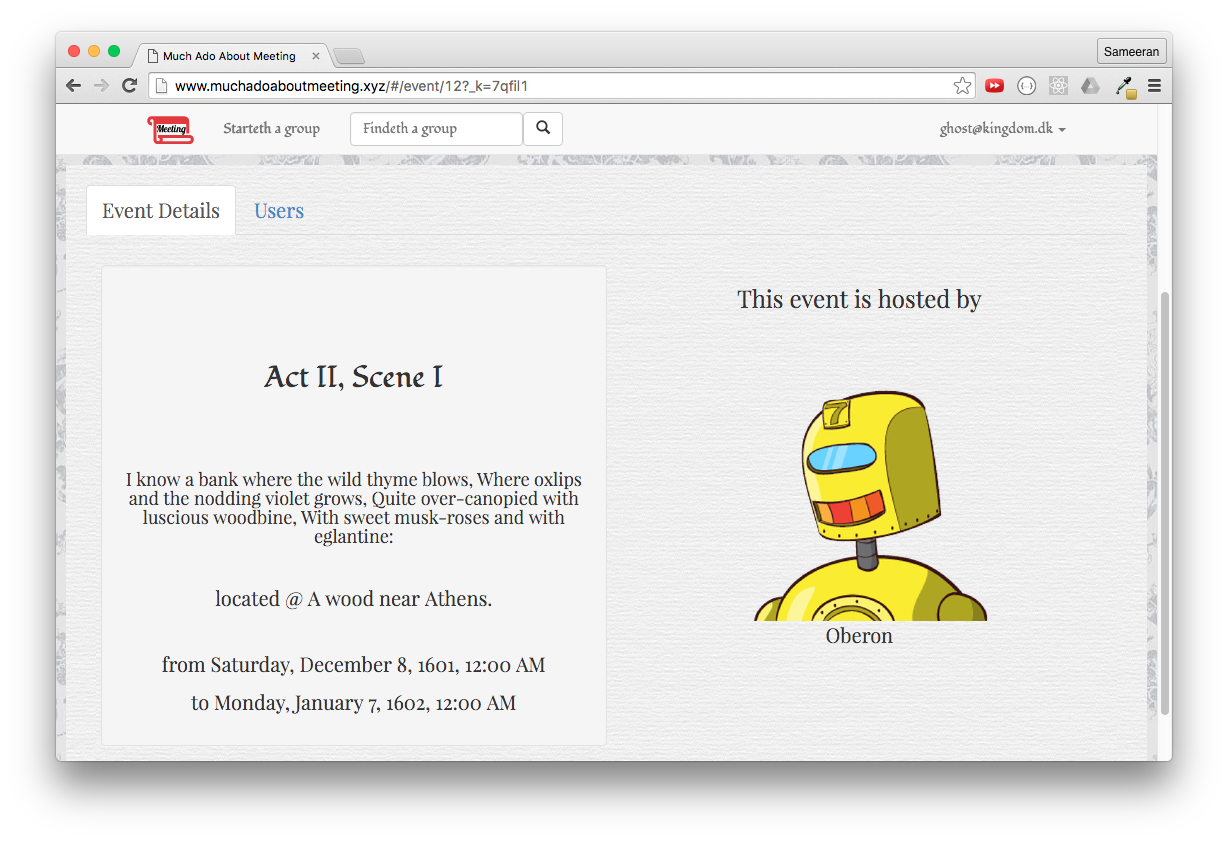 Much Ado About Meeting
Sameeran
www.muchadoaboutmeeting.xyz/#/event/12?_k=7qfil1
Meeting
Starteth a group
Findeth a group
ghost@kingdom.dk
Event Details
Users
Act II, Scene I
I know a bank where the wild thyme blows, Where oxlips
and the nodding violet grows, Quite over-canopied with
luscious woodbine, With sweet musk-roses and with
eglantine:
located @ A wood near Athens.
from Saturday, December 8, 1601, 12:00 AM
to Monday, January 7, 1602, 12:00 AM
This event is hosted by
7
Oberon